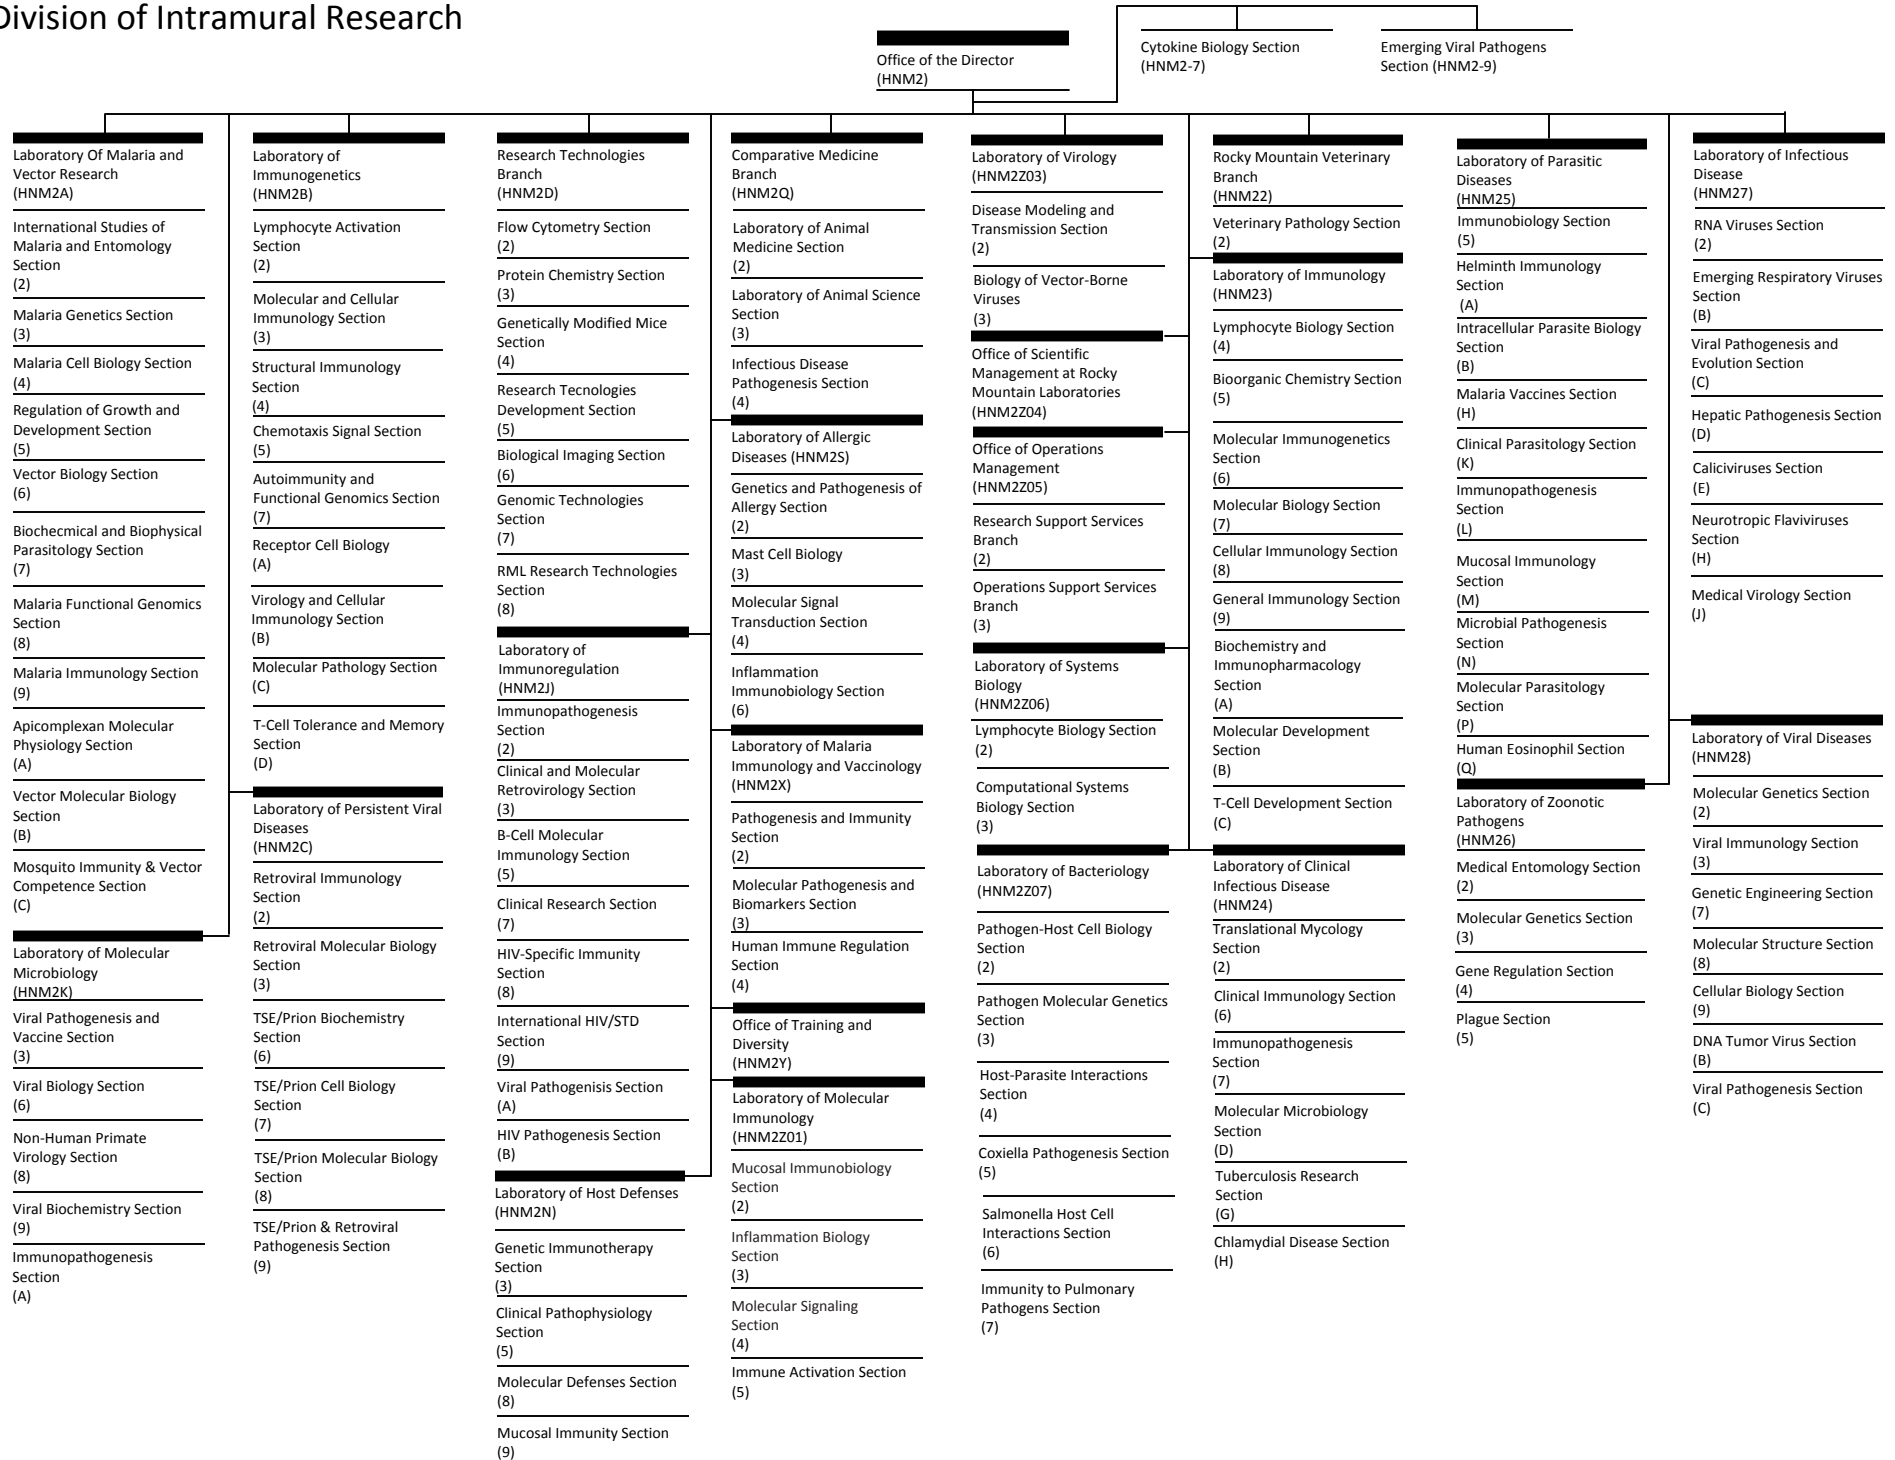 Division of Intramural Research
Office of the Director
(HNM2)
Cytokine Biology Section
(HNM2-7)
Emerging Viral Pathogens
Section (HNM2-9)
Laboratory Of Malaria and
Vector Research
(HNM2A)
International Studies of
Malaria and Entomology
Section
(2)
Malaria Genetics Section
(3)
Malaria Cell Biology Section
(4)
Regulation of Growth and
Development Section
(5)
Vector Biology Section
(6)
Biochecmical and Biophysical
Parasitology Section
(7)
Malaria Functional Genomics
Section
(8)
Malaria Immunology Section
(9)
Apicomplexan Molecular
Physiology Section
(A)
Vector Molecular Biology
Section
(B)
Mosquito Immunity & Vector
Competence Section
(C)
Laboratory of Molecular
Microbiology
(HNM2K)
Viral Pathogenesis and
Vaccine Section
(3)
Viral Biology Section
(6)
Non-Human Primate
Virology Section
(8)
Viral Biochemistry Section
(9)
Immunopathogenesis
Section
(A)
Laboratory of
Immunogenetics
(HNM2B)
Lymphocyte Activation
Section
(2)
Molecular and Cellular
Immunology Section
(3)
Structural Immunology
Section
(4)
Chemotaxis Signal Section
(5)
Autoimmunity and
Functional Genomics Section
(7)
Receptor Cell Biology
(A)
Virology and Cellular
Immunology Section
(B)
Molecular Pathology Section
(C)
T-Cell Tolerance and Memory
Section
(D)
Laboratory of Persistent Viral
Diseases
(HNM2C)
Retroviral Immunology
Section
(2)
Retroviral Molecular Biology
Section
(3)
TSE/Prion Biochemistry
Section
(6)
TSE/Prion Cell Biology
Section
(7)
TSE/Prion Molecular Biology
Section
(8)
TSE/Prion & Retroviral
Pathogenesis Section
(9)
Research Technologies
Branch
(HNM2D)
Flow Cytometry Section
(2)
Protein Chemistry Section
(3)
Genetically Modified Mice
Section
(4)
Research Tecnologies
Development Section
(5)
Biological Imaging Section
(6)
Genomic Technologies
Section
(7)
RML Research Technologies
Section
(8)
Laboratory of
Immunoregulation
(HNM2J)
Immunopathogenesis
Section
(2)
Clinical and Molecular
Retrovirology Section
(3)
B-Cell Molecular
Immunology Section
(5)
Clinical Research Section
(7)
HIV-Specific Immunity
Section
(8)
International HIV/STD
Section
(9)
Viral Pathogenisis Section
(A)
HIV Pathogenesis Section
(B)
Laboratory of Host Defenses
(HNM2N)
Genetic Immunotherapy
Section
(3)
Clinical Pathophysiology
Section
(5)
Molecular Defenses Section
(8)
Mucosal Immunity Section
(9)
Comparative Medicine
Branch
(HNM2Q)
Laboratory of Animal
Medicine Section
(2)
Laboratory of Animal Science
Section
(3)
Infectious Disease
Pathogenesis Section
(4)
Laboratory of Allergic
Diseases (HNM2S)
Genetics and Pathogenesis of
Allergy Section
(2)
Mast Cell Biology
(3)
Molecular Signal
Transduction Section
(4)
Inflammation
Immunobiology Section
(6)
Laboratory of Malaria
Immunology and Vaccinology
(HNM2X)
Pathogenesis and Immunity
Section
(2)
Molecular Pathogenesis and
Biomarkers Section
(3)
Human Immune Regulation
Section
(4)
Office of Training and
Diversity
(HNM2Y)
Laboratory of Molecular
Immunology
(HNM2Z01)
Mucosal Immunobiology
Section
(2)
Inflammation Biology
Section
(3)
Molecular Signaling
Section
(4)
Immune Activation Section
(5)
Laboratory of Virology
(HNM2Z03)
Disease Modeling and
Transmission Section
(2)
Biology of Vector-Borne
Viruses
(3)
Office of Scientific
Management at Rocky
Mountain Laboratories
(HNM2Z04)
Office of Operations
Management
(HNM2Z05)
Research Support Services
Branch
(2)
Operations Support Services
Branch
(3)
Laboratory of Systems
Biology
(HNM2Z06)
Lymphocyte Biology Section
(2)
Computational Systems
Biology Section
(3)
Laboratory of Bacteriology
(HNM2Z07)
Pathogen-Host Cell Biology
Section
(2)
Pathogen Molecular Genetics
Section
(3)
Host-Parasite Interactions
Section
(4)
Coxiella Pathogenesis Section
(5)
Salmonella Host Cell
Interactions Section
(6)
Immunity to Pulmonary
Pathogens Section
(7)
Rocky Mountain Veterinary
Branch
(HNM22)
Veterinary Pathology Section
(2)
Laboratory of Immunology
(HNM23)
Lymphocyte Biology Section
(4)
Bioorganic Chemistry Section
(5)
Molecular Immunogenetics
Section
(6)
Molecular Biology Section
(7)
Cellular Immunology Section
(8)
General Immunology Section
(9)
Biochemistry and
Immunopharmacology
Section
(A)
Molecular Development
Section
(B)
T-Cell Development Section
(C)
Laboratory of Clinical
Infectious Disease
(HNM24)
Translational Mycology
Section
(2)
Clinical Immunology Section
(6)
Immunopathogenesis
Section
(7)
Molecular Microbiology
Section
(D)
Tuberculosis Research
Section
(G)
Chlamydial Disease Section
(H)
Laboratory of Parasitic
Diseases
(HNM25)
Immunobiology Section
(5)
Helminth Immunology
Section
(A)
Intracellular Parasite Biology
Section
(B)
Malaria Vaccines Section
(H)
Clinical Parasitology Section
(K)
Immunopathogenesis
Section
(L)
Mucosal Immunology
Section
(M)
Microbial Pathogenesis
Section
(N)
Molecular Parasitology
Section
(P)
Human Eosinophil Section
(Q)
Laboratory of Zoonotic
Pathogens
(HNM26)
Medical Entomology Section
(2)
Molecular Genetics Section
(3)
Gene Regulation Section
(4)
Plague Section
(5)
Laboratory of Infectious
Disease
(HNM27)
RNA Viruses Section
(2)
Emerging Respiratory Viruses
Section
(B)
Viral Pathogenesis and
Evolution Section
(C)
Hepatic Pathogenesis Section
(D)
Caliciviruses Section
(E)
Neurotropic Flaviviruses
Section
(H)
Medical Virology Section
(J)
Laboratory of Viral Diseases
(HNM28)
Molecular Genetics Section
(2)
Viral Immunology Section
(3)
Genetic Engineering Section
(7)
Molecular Structure Section
(8)
Cellular Biology Section
(9)
DNA Tumor Virus Section
(B)
Viral Pathogenesis Section
(C)